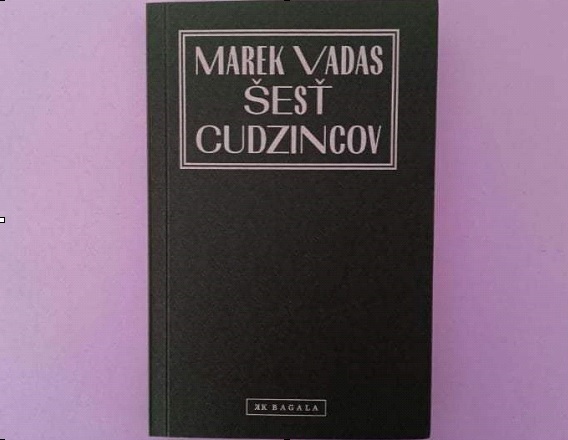 MAREK VADAS
ŠESŤ
CUDZINCOV
KK BAGALA